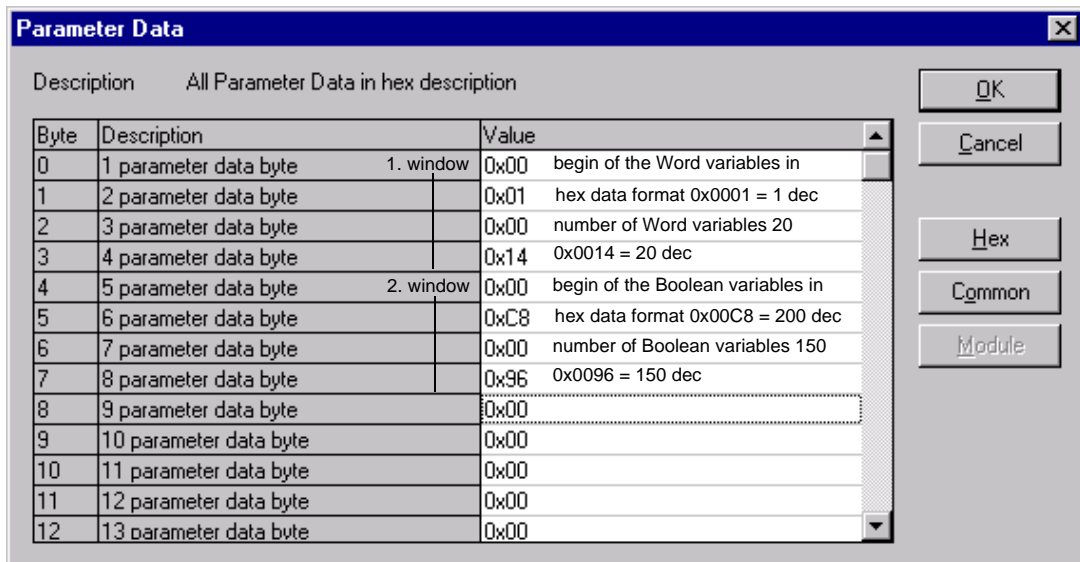 Parameter Data
Description All Parameter Data in hex description
OK
Cancel
Hex
Common
Module
Byte Description Value
0 1 parameter data byte 1. window 0x00 begin of the Word variables in
1 2 parameter data byte 0x01 hex data format 0x0001 = 1 dec
2 3 parameter data byte 0x00 number of Word variables 20
3 4 parameter data byte 0x14 0x0014 = 20 dec
4 5 parameter data byte 2. window 0x00 begin of the Boolean variables in
5 6 parameter data byte 0xC8 hex data format 0x00C8 = 200 dec
6 7 parameter data byte 0x00 number of Boolean variables 150
7 8 parameter data byte 0x96 0x0096 = 150 dec
8 9 parameter data byte 0x00
9 10 parameter data byte 0x00
10 11 parameter data byte 0x00
11 12 parameter data byte 0x00
12 13 parameter data byte 0x00